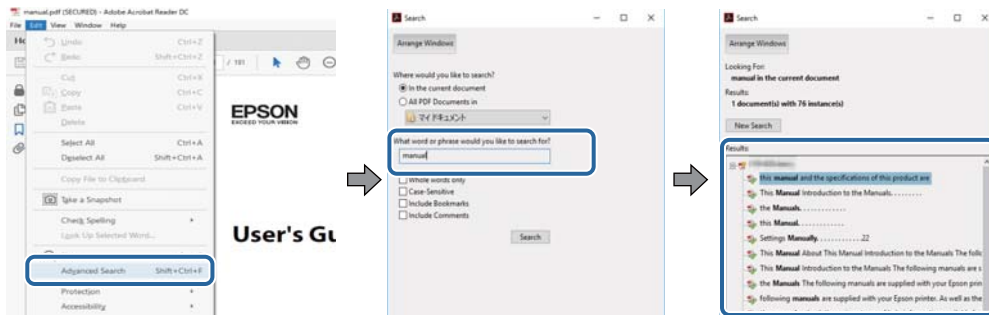 manual.pdf (SECURED) - Adobe Acrobat Reader DC
File Edit View Window Help
Undo Ctrl+Z
Redo Shift+Ctrl+Z
Cut Ctrl+X
Copy Ctrl+C
Paste Ctrl+V
Delete
Select All Ctrl+A
Deselect All Shift+Ctrl+A
Copy File to Clipboard
Take a Snapshot
Check Spelling
Look Up Selected Word...
Advanced Search Shift+Ctrl+F
Protection
Accessibility
/ 181
EPSON
EXCEED YOUR VISION
User's Gu
Search
Arrange Windows
Where would you like to search?
In the current document
All PDF Documents in
マイ ドキュメント
What word or phrase would you like to search for?
manual
Whole words only
Case-Sensitive
Include Bookmarks
Include Comments
Search
Search
Arrange Windows
Looking For:
manual in the current document
Results:
1 document(s) with 76 instance(s)
New Search
Results:
this manual and the specifications of this product are
This Manual Introduction to the Manuals.........
the Manuals............
this Manual............
Settings Manually............22
This Manual About This Manual Introduction to the Manuals The follo
This Manual Introduction to the Manuals The following manuals are s
the Manuals The following manuals are supplied with your Epson prin
following manuals are supplied with your Epson printer. As well as the